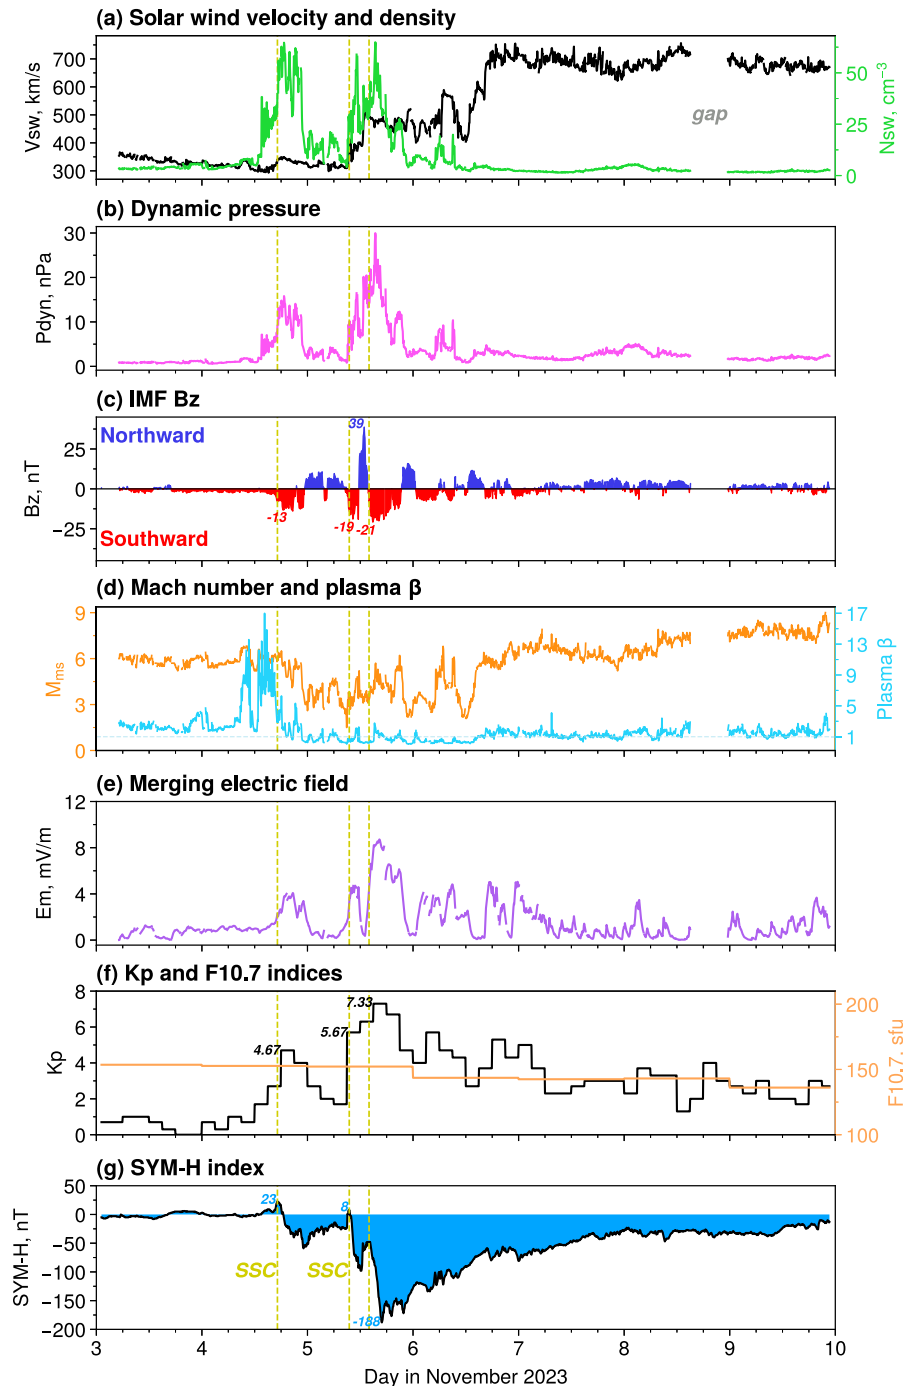 (a) Solar wind velocity and density
Vsw, km/s
700
600
500
400
300
gap
50
25
0
Nsw, cm⁻³
(b) Dynamic pressure
Pdyn, nPa
30
20
10
0
(c) IMF Bz
Bz, nT
25
0
−25
Northward
39
-13
-19
-21
Southward
(d) Mach number and plasma β
Mms
9
6
3
0
17
13
9
5
1
Plasma β
(e) Merging electric field
Em, mV/m
12
8
4
0
(f) Kp and F10.7 indices
Kp
8
6
4
2
0
7.33
5.67
4.67
200
150
100
F10.7. sfu
(g) SYM-H index
SYM-H, nT
50
0
−50
−100
−150
−200
23
8
SSC
SSC
-188
3
4
5
6
7
8
9
10
Day in November 2023